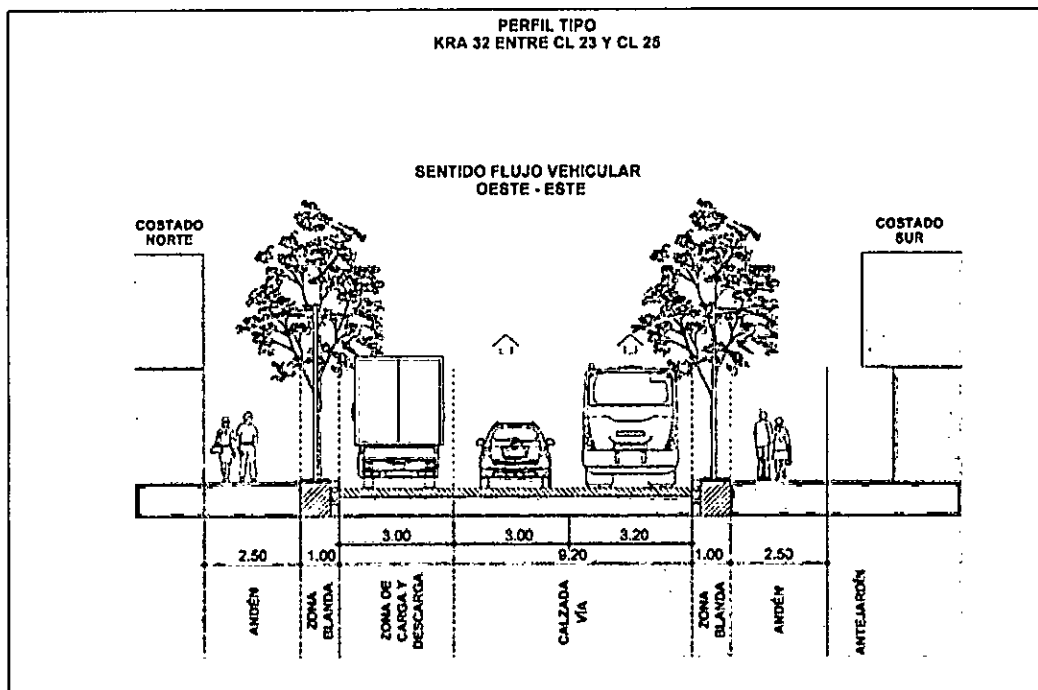 PERFIL TIPO
KRA 32 ENTRE CL 23 Y CL 25
SENTIDO FLUJO VEHICULAR
OESTE - ESTE
COSTADO
NORTE
COSTADO
SUR
3.00 3.00 3.20
2.50 1.00 9.20 1.00 2.50
ANDÉN
ZONA
BLANDA
ZONA DE
CARGA Y
DESCARGA
CALZADA
VÍA
ZONA
BLANDA
ANDÉN
ANTEJARDÍN